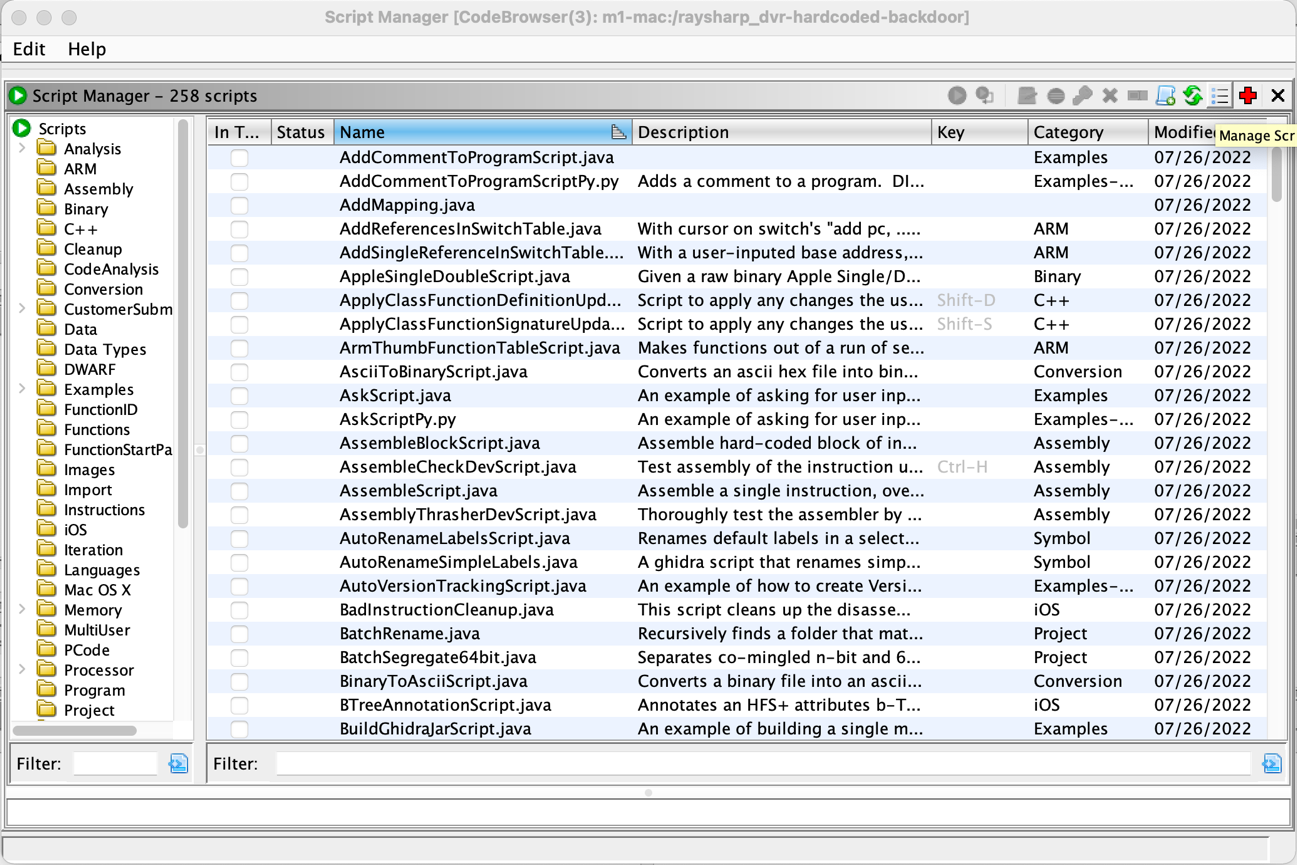 Script Manager [CodeBrowser(3): m1-mac:/raysharp_dvr-hardcoded-backdoor]
Edit Help
Script Manager – 258 scripts
Manage Scr
Scripts
Analysis
ARM
Assembly
Binary
C++
Cleanup
CodeAnalysis
Conversion
CustomerSubm
Data
Data Types
DWARF
Examples
FunctionID
Functions
FunctionStartPa
Images
Import
Instructions
iOS
Iteration
Languages
Mac OS X
Memory
MultiUser
PCode
Processor
Program
Project
Filter:
In T... Status Name Description Key Category Modifie
AddCommentToProgramScript.java Examples 07/26/2022
AddCommentToProgramScriptPy.py Adds a comment to a program. DI... Examples-... 07/26/2022
AddMapping.java 07/26/2022
AddReferencesInSwitchTable.java With cursor on switch's "add pc, ..... ARM 07/26/2022
AddSingleReferenceInSwitchTable.... With a user-inputed base address,... ARM 07/26/2022
AppleSingleDoubleScript.java Given a raw binary Apple Single/D... Binary 07/26/2022
ApplyClassFunctionDefinitionUpd... Script to apply any changes the us... Shift-D C++ 07/26/2022
ApplyClassFunctionSignatureUpda... Script to apply any changes the us... Shift-S C++ 07/26/2022
ArmThumbFunctionTableScript.java Makes functions out of a run of se... ARM 07/26/2022
AsciiToBinaryScript.java Converts an ascii hex file into bin... Conversion 07/26/2022
AskScript.java An example of asking for user inp... Examples 07/26/2022
AskScriptPy.py An example of asking for user inp... Examples-... 07/26/2022
AssembleBlockScript.java Assemble hard-coded block of in... Assembly 07/26/2022
AssembleCheckDevScript.java Test assembly of the instruction u... Ctrl-H Assembly 07/26/2022
AssembleScript.java Assemble a single instruction, ove... Assembly 07/26/2022
AssemblyThrasherDevScript.java Thoroughly test the assembler by ... Assembly 07/26/2022
AutoRenameLabelsScript.java Renames default labels in a select... Symbol 07/26/2022
AutoRenameSimpleLabels.java A ghidra script that renames simp... Symbol 07/26/2022
AutoVersionTrackingScript.java An example of how to create Versi... Examples-... 07/26/2022
BadInstructionCleanup.java This script cleans up the disasse... iOS 07/26/2022
BatchRename.java Recursively finds a folder that mat... Project 07/26/2022
BatchSegregate64bit.java Separates co-mingled n-bit and 6... Project 07/26/2022
BinaryToAsciiScript.java Converts a binary file into an ascii... Conversion 07/26/2022
BTreeAnnotationScript.java Annotates an HFS+ attributes b-T... iOS 07/26/2022
BuildGhidraJarScript.java An example of building a single m... Examples 07/26/2022
Filter: